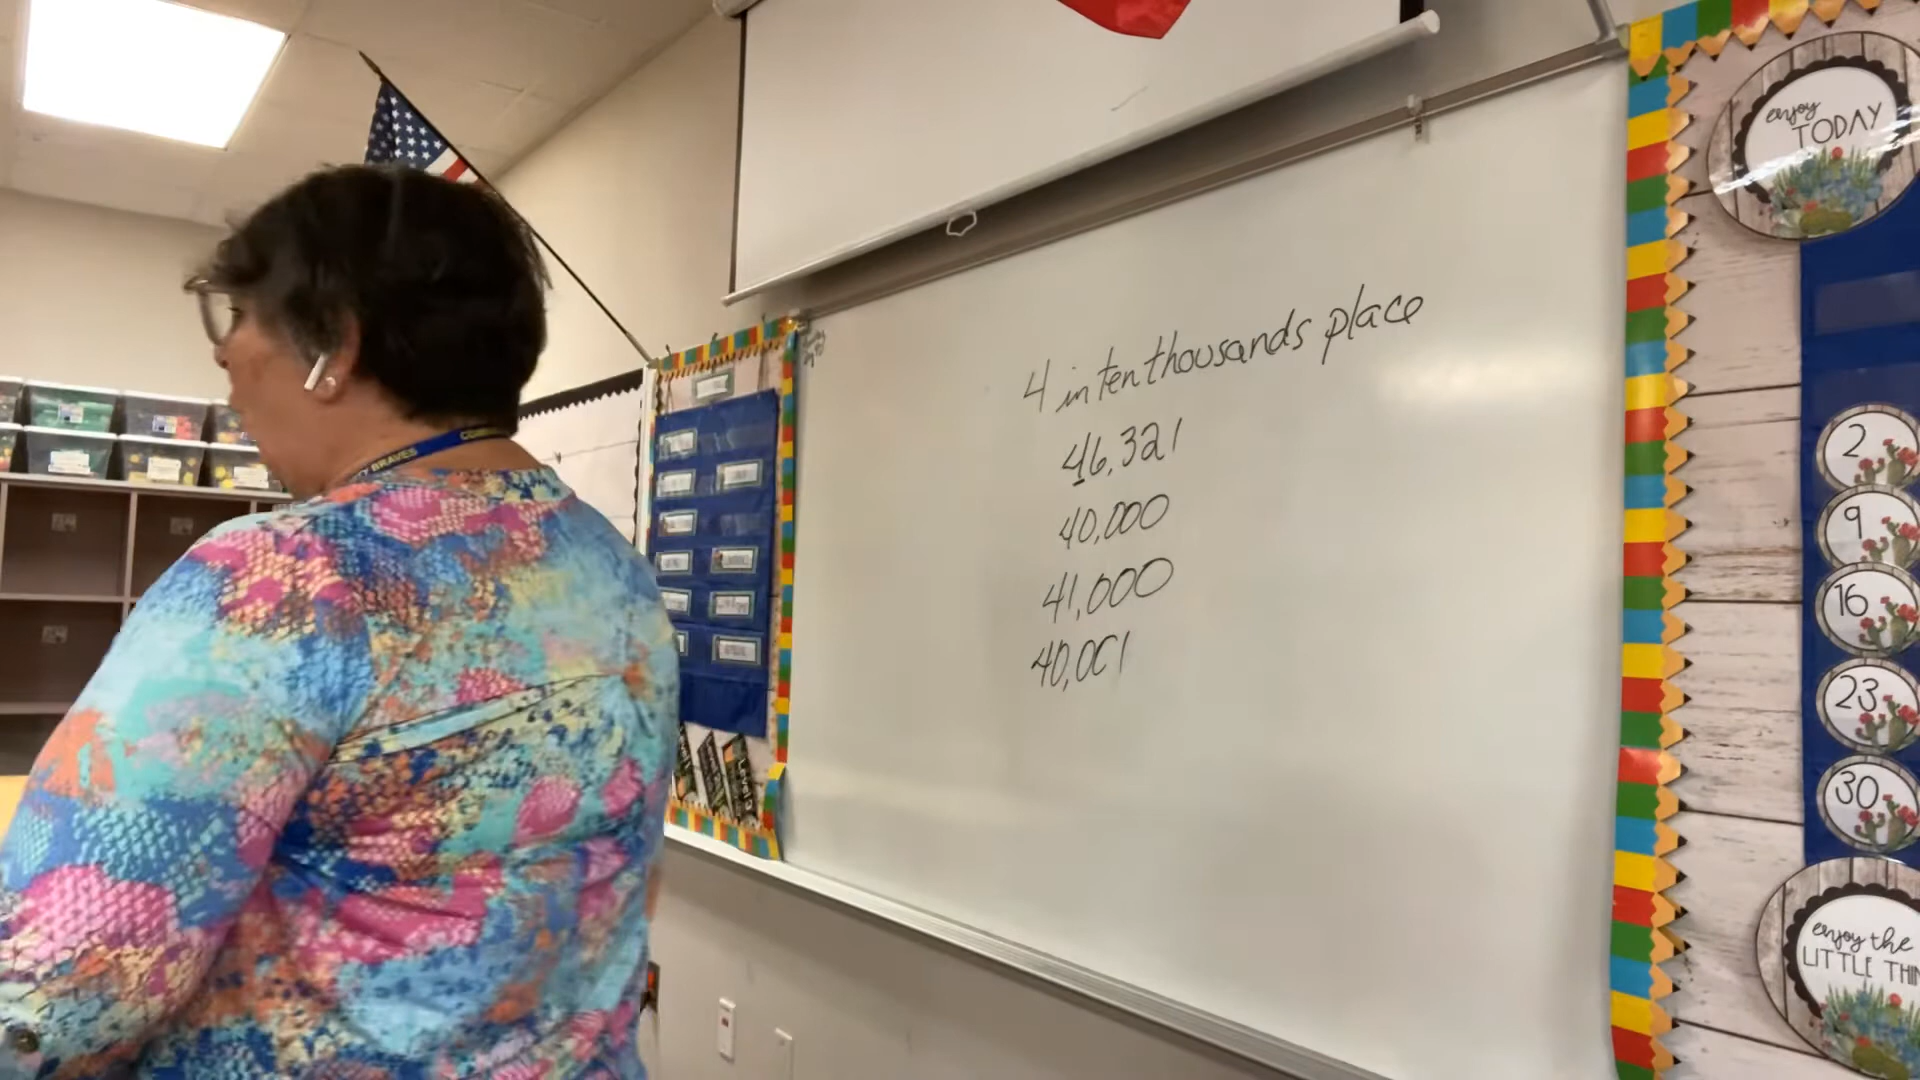 enjoy
TODAY
4 in ten thousands place
46,321
40,000
41,000
40,001
Y BRAVES
2
9
16
23
30
enjoy the
LITTLE THIN